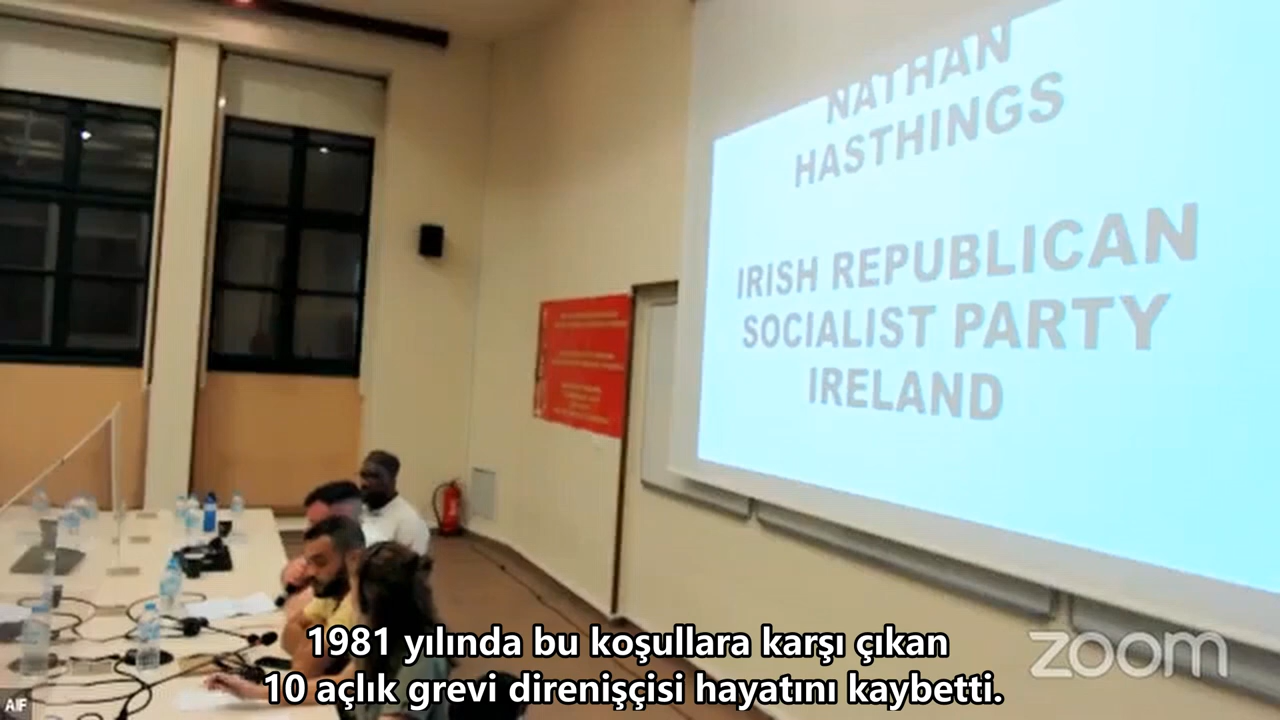 NATHAN
HASTHINGS
IRISH REPUBLICAN
SOCIALIST PARTY
IRELAND
1981 yılında bu koşullara karşı çıkan
10 açlık grevi direnişçisi hayatını kaybetti.
zoom
AIF